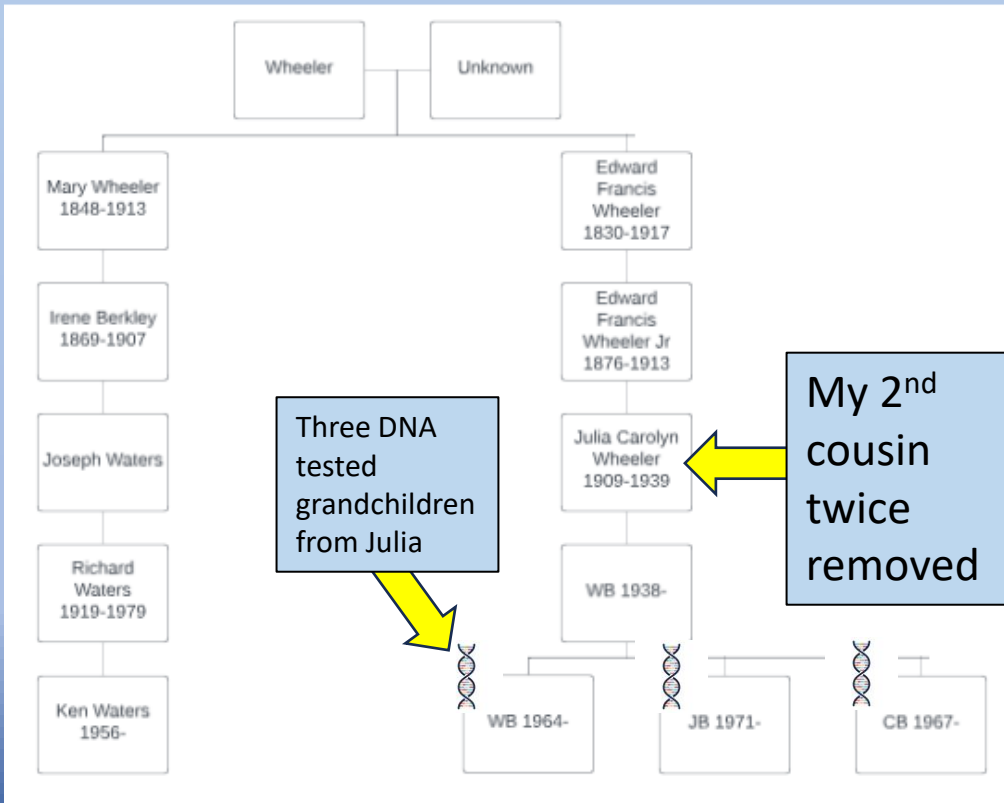 Wheeler
Unknown
Mary Wheeler
1848-1913
Edward
Francis
Wheeler
1830-1917
Irene Berkley
1869-1907
Edward
Francis
Wheeler Jr
1876-1913
Joseph Waters
Three DNA
tested
grandchildren
from Julia
Julia Carolyn
Wheeler
1909-1939
My 2nd
cousin
twice
removed
Richard
Waters
1919-1979
WB 1938-
Ken Waters
1956-
WB 1964-
JB 1971-
CB 1967-